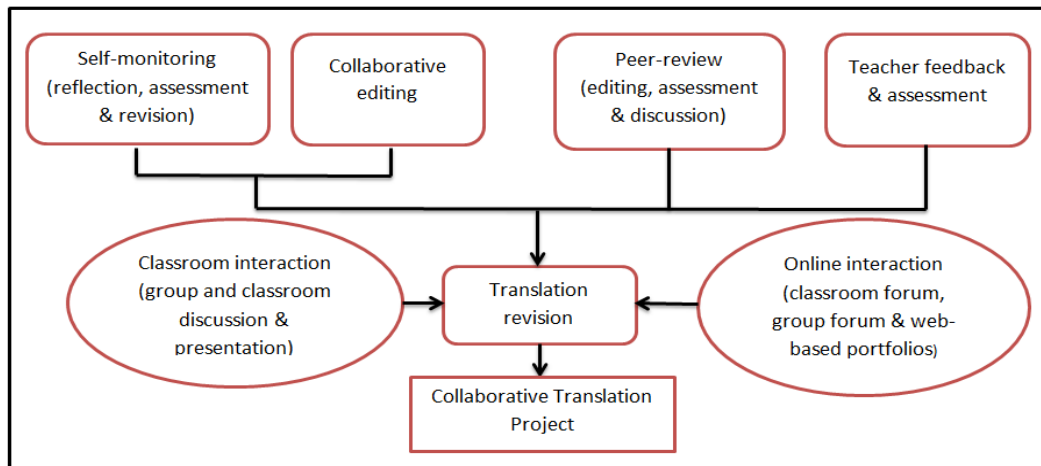 Self-monitoring
(reflection, assessment
& revision)
Collaborative
editing
Peer-review
(editing, assessment
& discussion)
Teacher feedback
& assessment
Classroom interaction
(group and classroom
discussion &
presentation)
Translation
revision
Online interaction
(classroom forum,
group forum & web-
based portfolios)
Collaborative Translation
Project